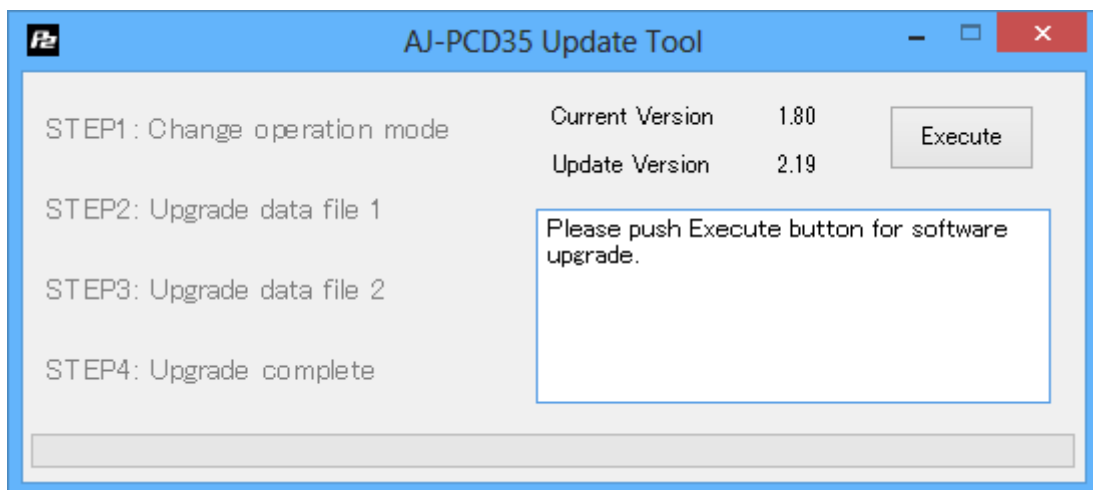 P2
AJ-PCD35 Update Tool
STEP1: Change operation mode
Current Version 1.80
Execute
Update Version 2.19
STEP2: Upgrade data file 1
Please push Execute button for software
upgrade.
STEP3: Upgrade data file 2
STEP4: Upgrade complete